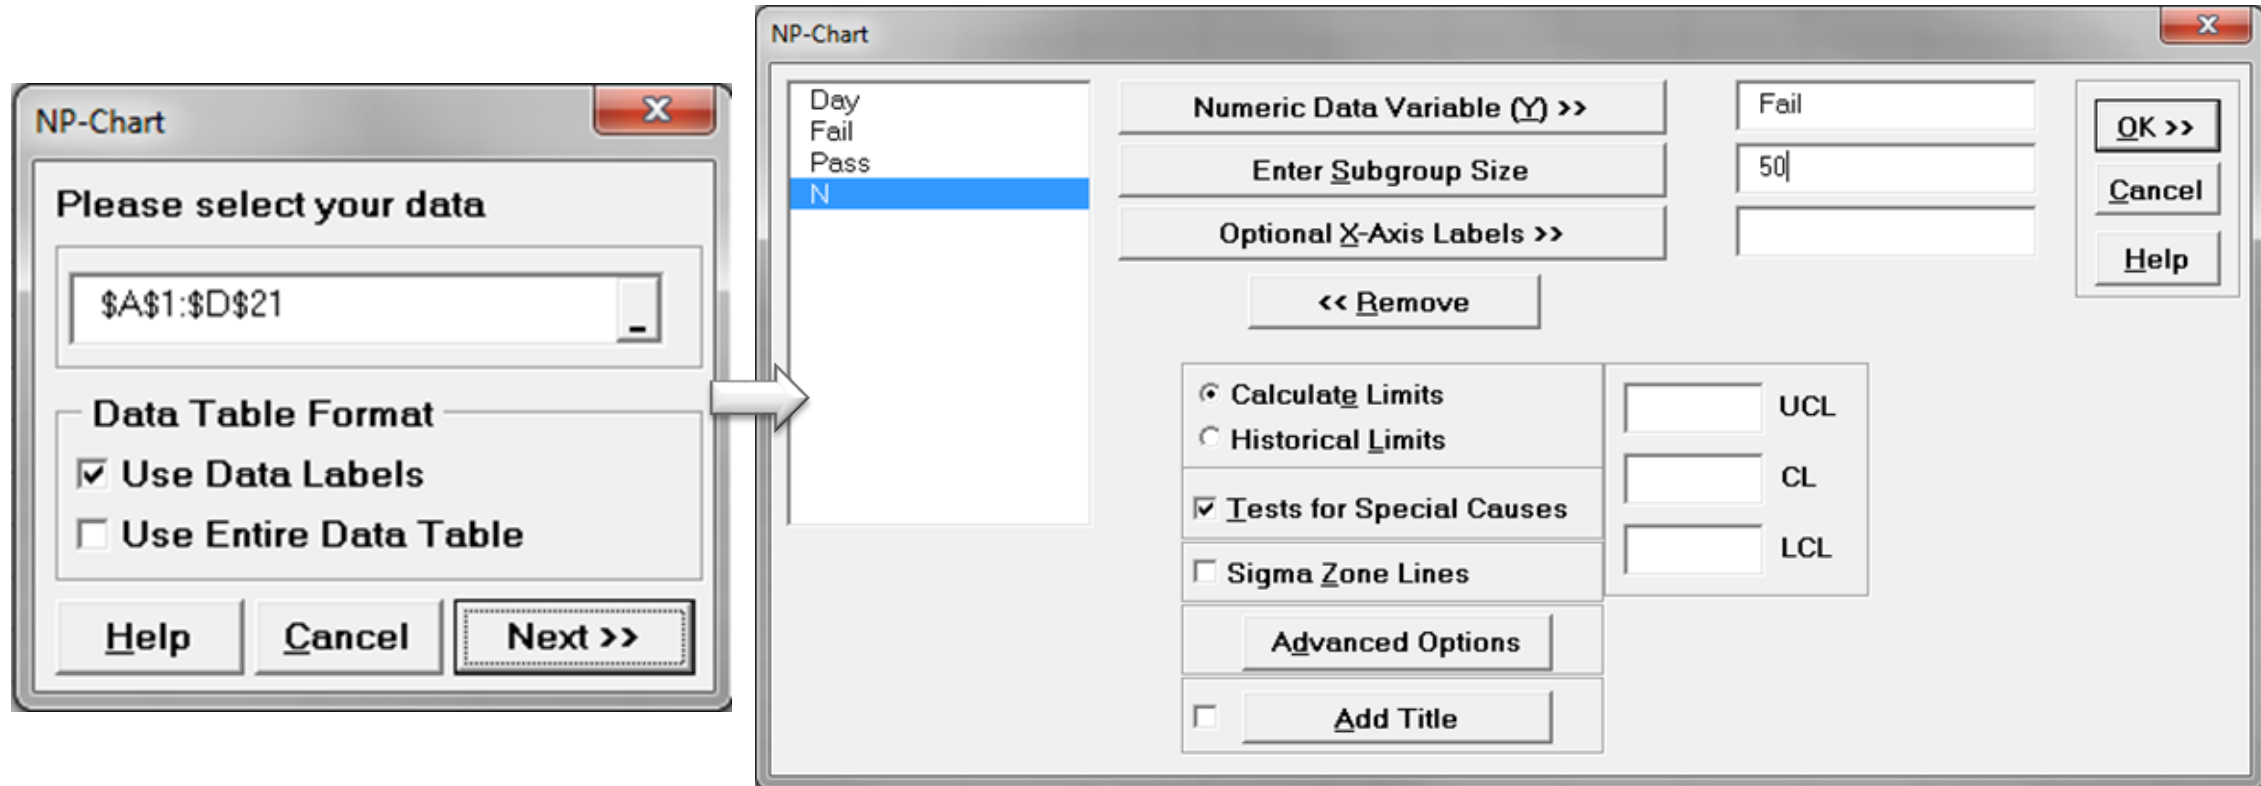 NP-Chart
Please select your data
$A$1:$D$21
Data Table Format
Use Data Labels
Use Entire Data Table
Help
Cancel
Next >>
NP-Chart
Day
Fail
Pass
N
Numeric Data Variable (Y) >>
Fail
Enter Subgroup Size
50
Optional X-Axis Labels >>
<< Remove
OK >>
Cancel
Help
Calculate Limits
Historical Limits
Tests for Special Causes
Sigma Zone Lines
Advanced Options
Add Title
UCL
CL
LCL